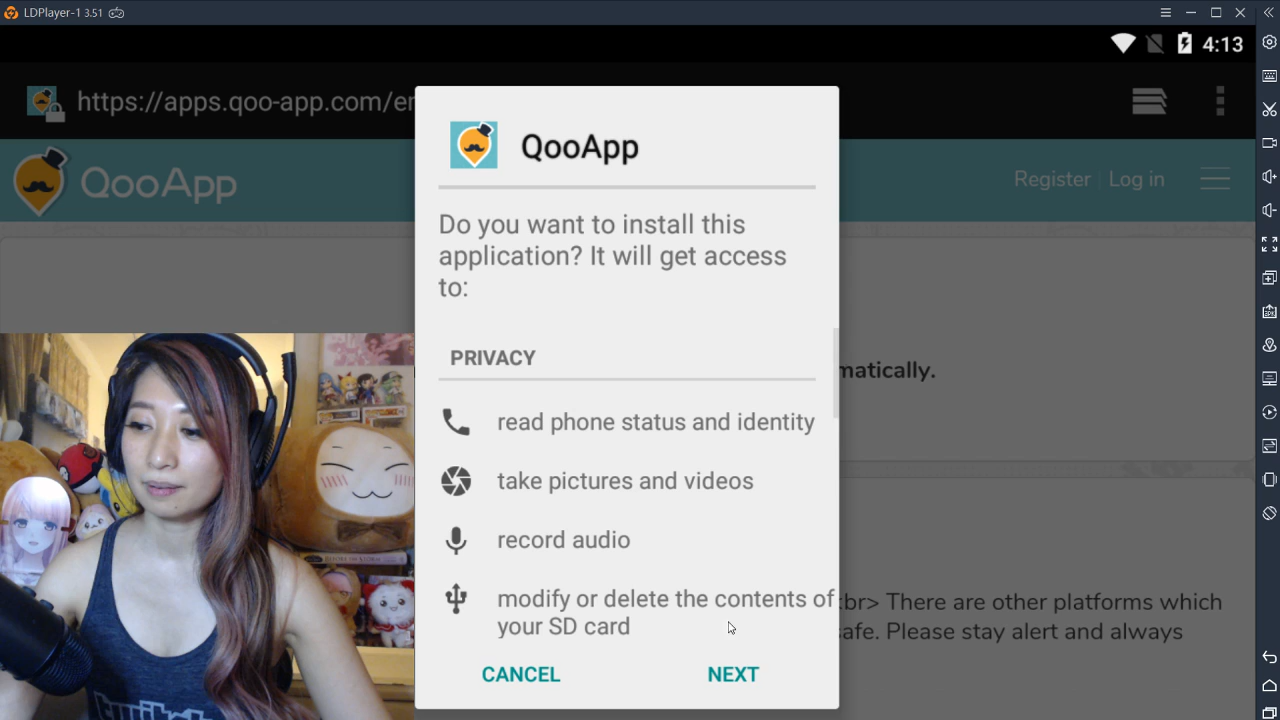 LDPlayer-1 3.51
4:13
https://apps.qoo-app.com/en
QooApp
Register | Log in
QooApp
Do you want to install this
application? It will get access
to:
PRIVACY
read phone status and identity
take pictures and videos
record audio
modify or delete the contents of
your SD card
CANCEL
NEXT
matically.
<br> There are other platforms which
safe. Please stay alert and always
twitch